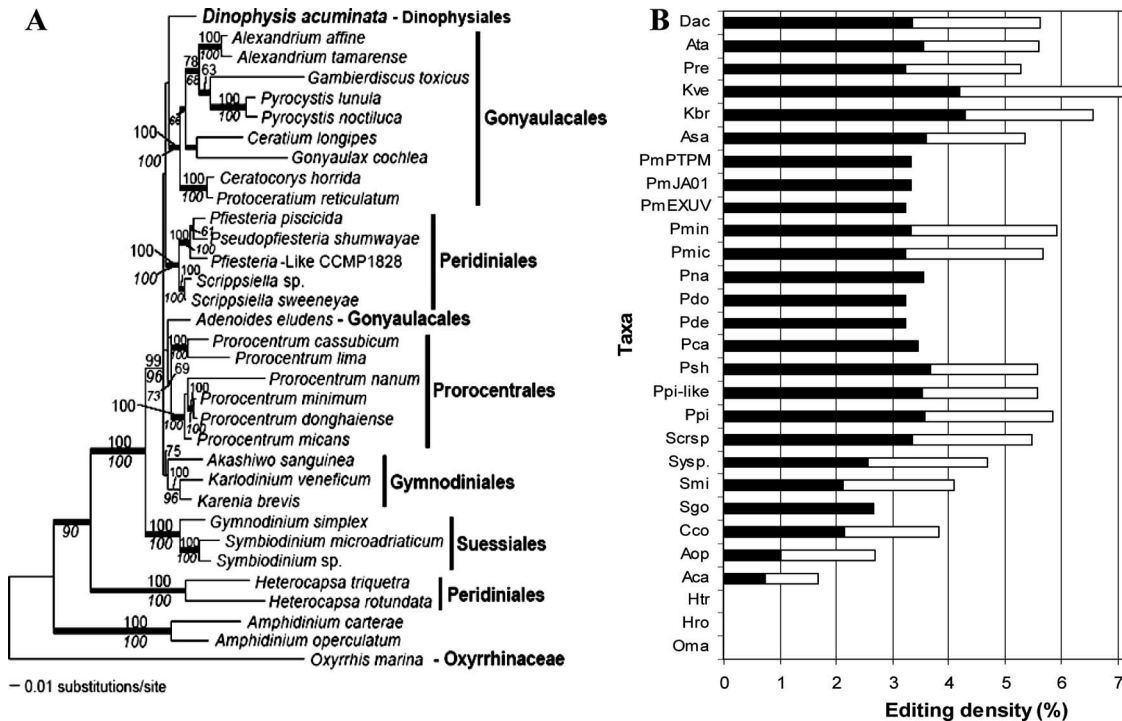 A
Dinophysis acuminata - Dinophysiales
100
100
Alexandrium affine
Alexandrium tamarense
78
68
63
Gambierdiscus toxicus
100
100
Pyrocystis lunula
Pyrocystis noctiluca
Gonyaulacales
Ceratium longipes
Gonyaulax cochlea
100
100
100
100
Ceratocorys horrida
Protoceratium reticulatum
Pfiesteria piscicida
61
100
100
Pseudopfiesteria shumwayae
Pfiesteria -Like CCMP1828
Peridiniales
100
100
100
100
Scrippsiella sp.
Scrippsiella sweeneyae
Adenoides eludens - Gonyaulacales
100
100
Prorocentrum cassubicum
Prorocentrum lima
99
96
69
73
Prorocentrum nanum
Prorocentrales
100
100
100
100
Prorocentrum minimum
Prorocentrum donghaiense
Prorocentrum micans
75
Akashiwo sanguinea
100
96
Karlodinium veneficum
Karenia brevis
Gymnodiniales
100
100
Gymnodinium simplex
100
100
100
100
Symbiodinium microadriaticum
Symbiodinium sp.
Suessiales
90
100
100
Heterocapsa triquetra
Heterocapsa rotundata
Peridiniales
100
100
Amphidinium carterae
Amphidinium operculatum
Oxyrrhis marina - Oxyrrhinaceae
0.01 substitutions/site
B
Taxa
Dac
Ata
Pre
Kve
Kbr
Asa
PmPTPM
PmJA01
PmEXUV
Pmin
Pmic
Pna
Pdo
Pde
Pca
Psh
Ppi-like
Ppi
Scrsp
Sysp.
Smi
Sgo
Cco
Aop
Aca
Htr
Hro
Oma
0 1 2 3 4 5 6 7
Editing density (%)